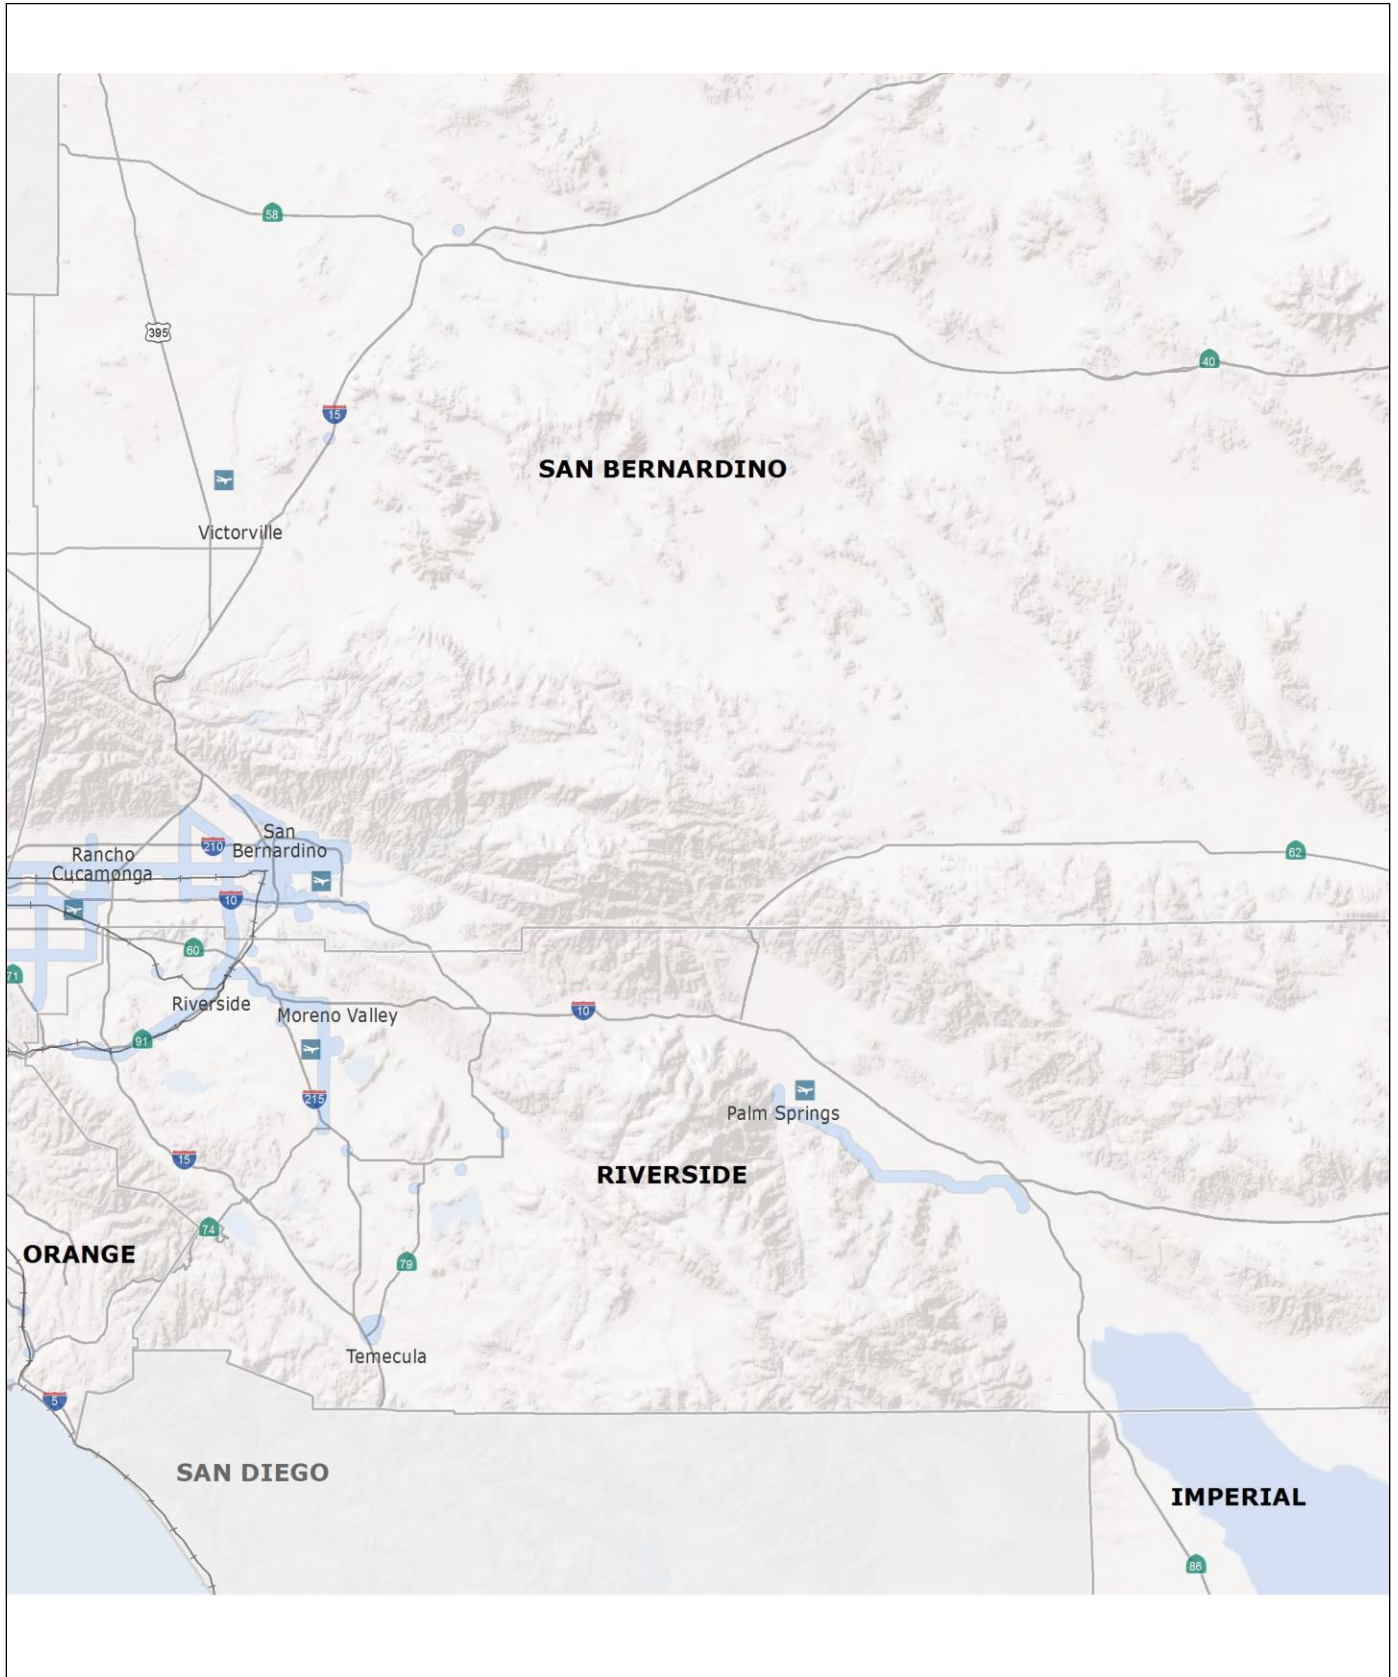 58
395
40
15
SAN BERNARDINO
Victorville
San
Bernardino
210
Rancho
Cucamonga
62
10
60
71
Riverside
Moreno Valley
10
91
215
Palm Springs
15
RIVERSIDE
74
ORANGE
79
Temecula
5
SAN DIEGO
IMPERIAL
86